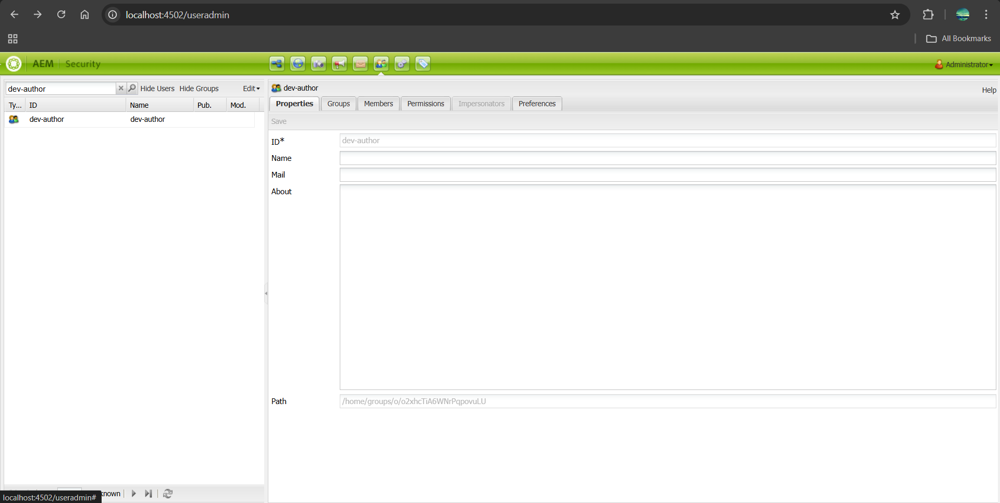 localhost:4502/useradmin
All Bookmarks
AEM Security
Administrator
dev-author Hide Users Hide Groups Edit
Ty... ID Name Pub. Mod.
dev-author dev-author
dev-author
Help
Properties Groups Members Permissions Impersonators Preferences
Save
ID* dev-author
Name
Mail
About
Path /home/groups/o/o2xhcTiA6WNrPqpovuLU
localhost:4502/useradmin#